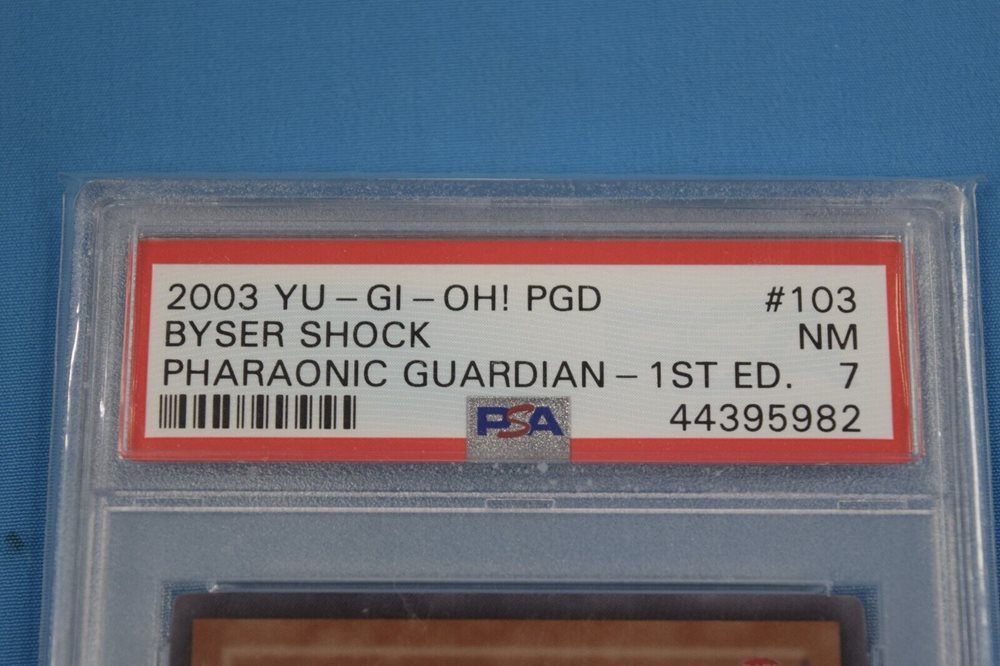 2003 YU-GI-OH! PGD #103
BYSER SHOCK NM
PHARAONIC GUARDIAN-1ST ED. 7
PSA 44395982